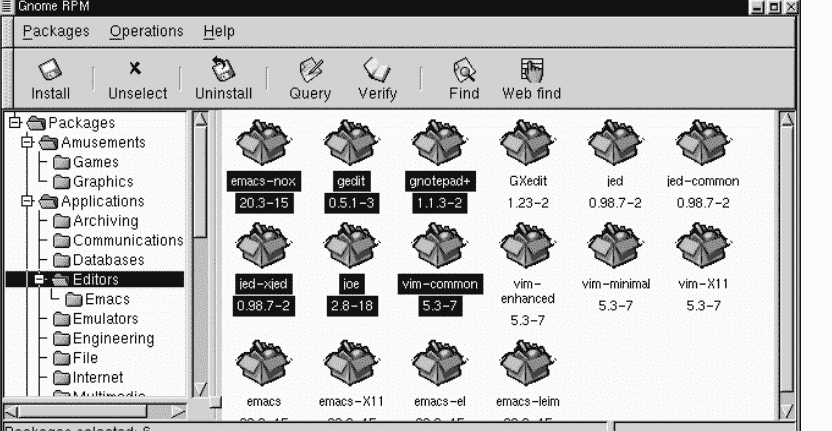 Gnome RPM
Packages Operations Help
Install Unselect Uninstall Query Verify Find Web find
Packages
Amusements
Games
Graphics
Applications
Archiving
Communications
Databases
Editors
Emacs
Emulators
Engineering
File
Internet
Multimedia
emacs-nox gedit gnotepad+ GXedit jed jed-common
20.3-15 0.5.1-3 1.1.3-2 1.23-2 0.98.7-2 0.98.7-2
jed-xjed joe vim-common vim-enhanced vim-minimal vim-X11
0.98.7-2 2.8-18 5.3-7 5.3-7 5.3-7 5.3-7
emacs emacs-X11 emacs-el emacs-leim
Packages selected: 6